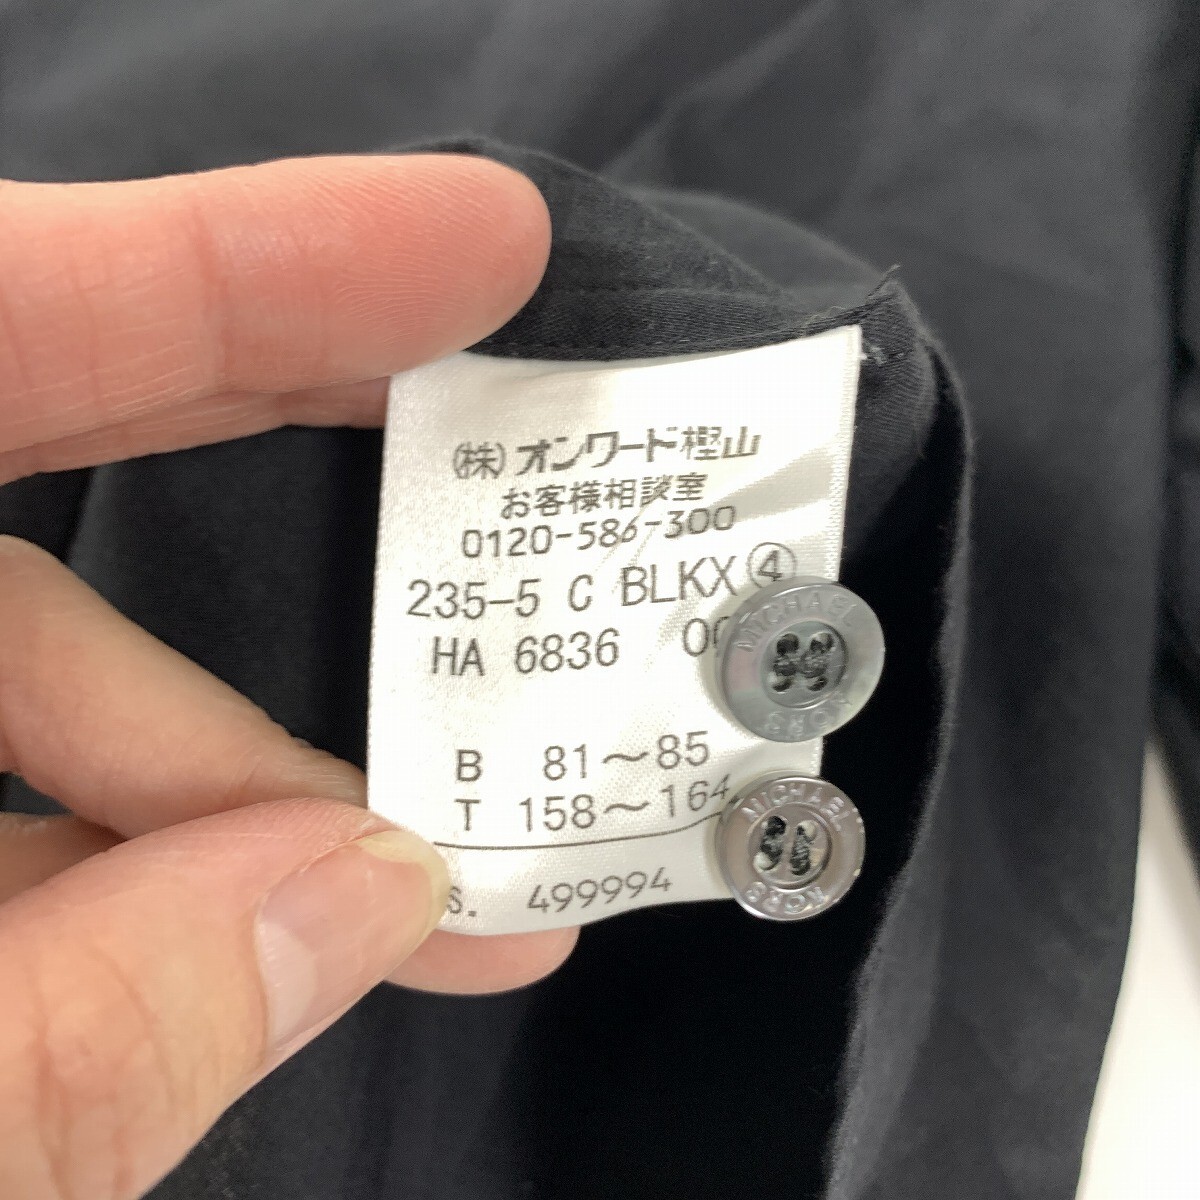 (株)オンワード樫山
お客様相談室
0120-586-300
235-5 C BLKX④
HA 6836
B 81〜85
T 158〜164
s. 499994
MICHAEL
KORS
MICHAEL
KORS